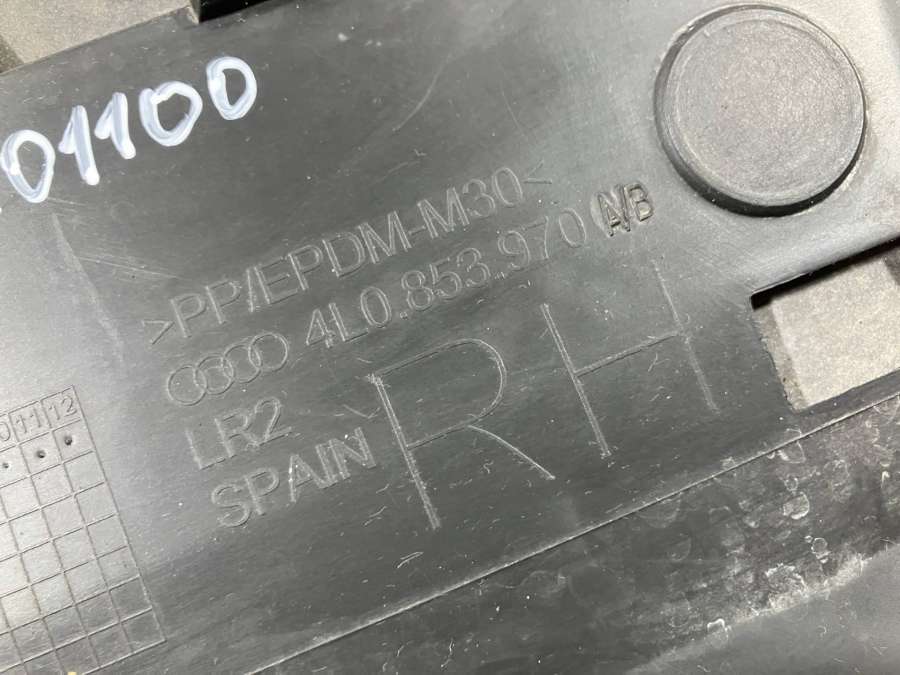 01100
>PP/EPDM-M30<
4L0.853.970 A/B
LR2
SPAIN
RH
11 12